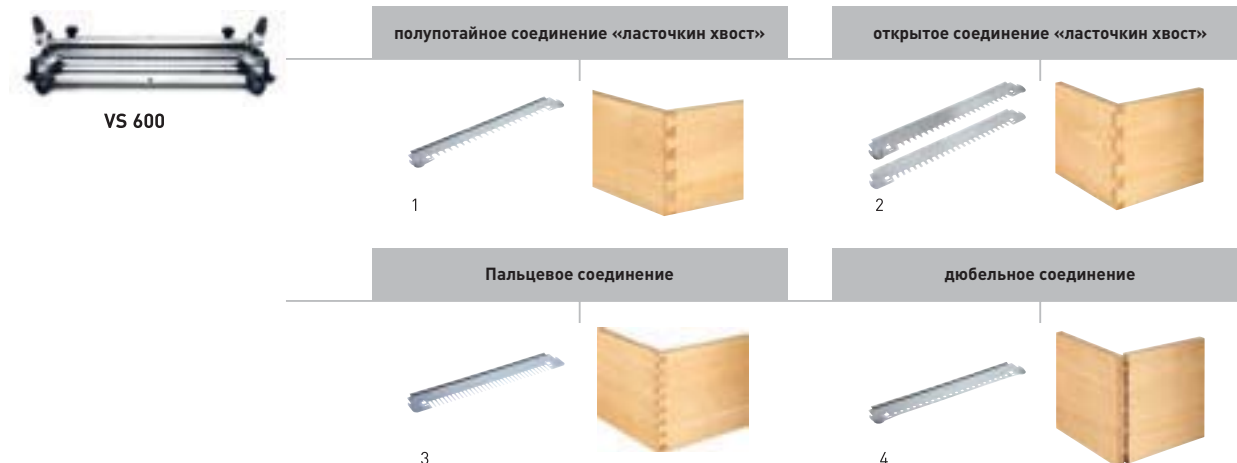 VS 600
полупотайное соединение «ласточкин хвост»
открытое соединение «ласточкин хвост»
1
2
Пальцевое соединение
дюбельное соединение
3
4